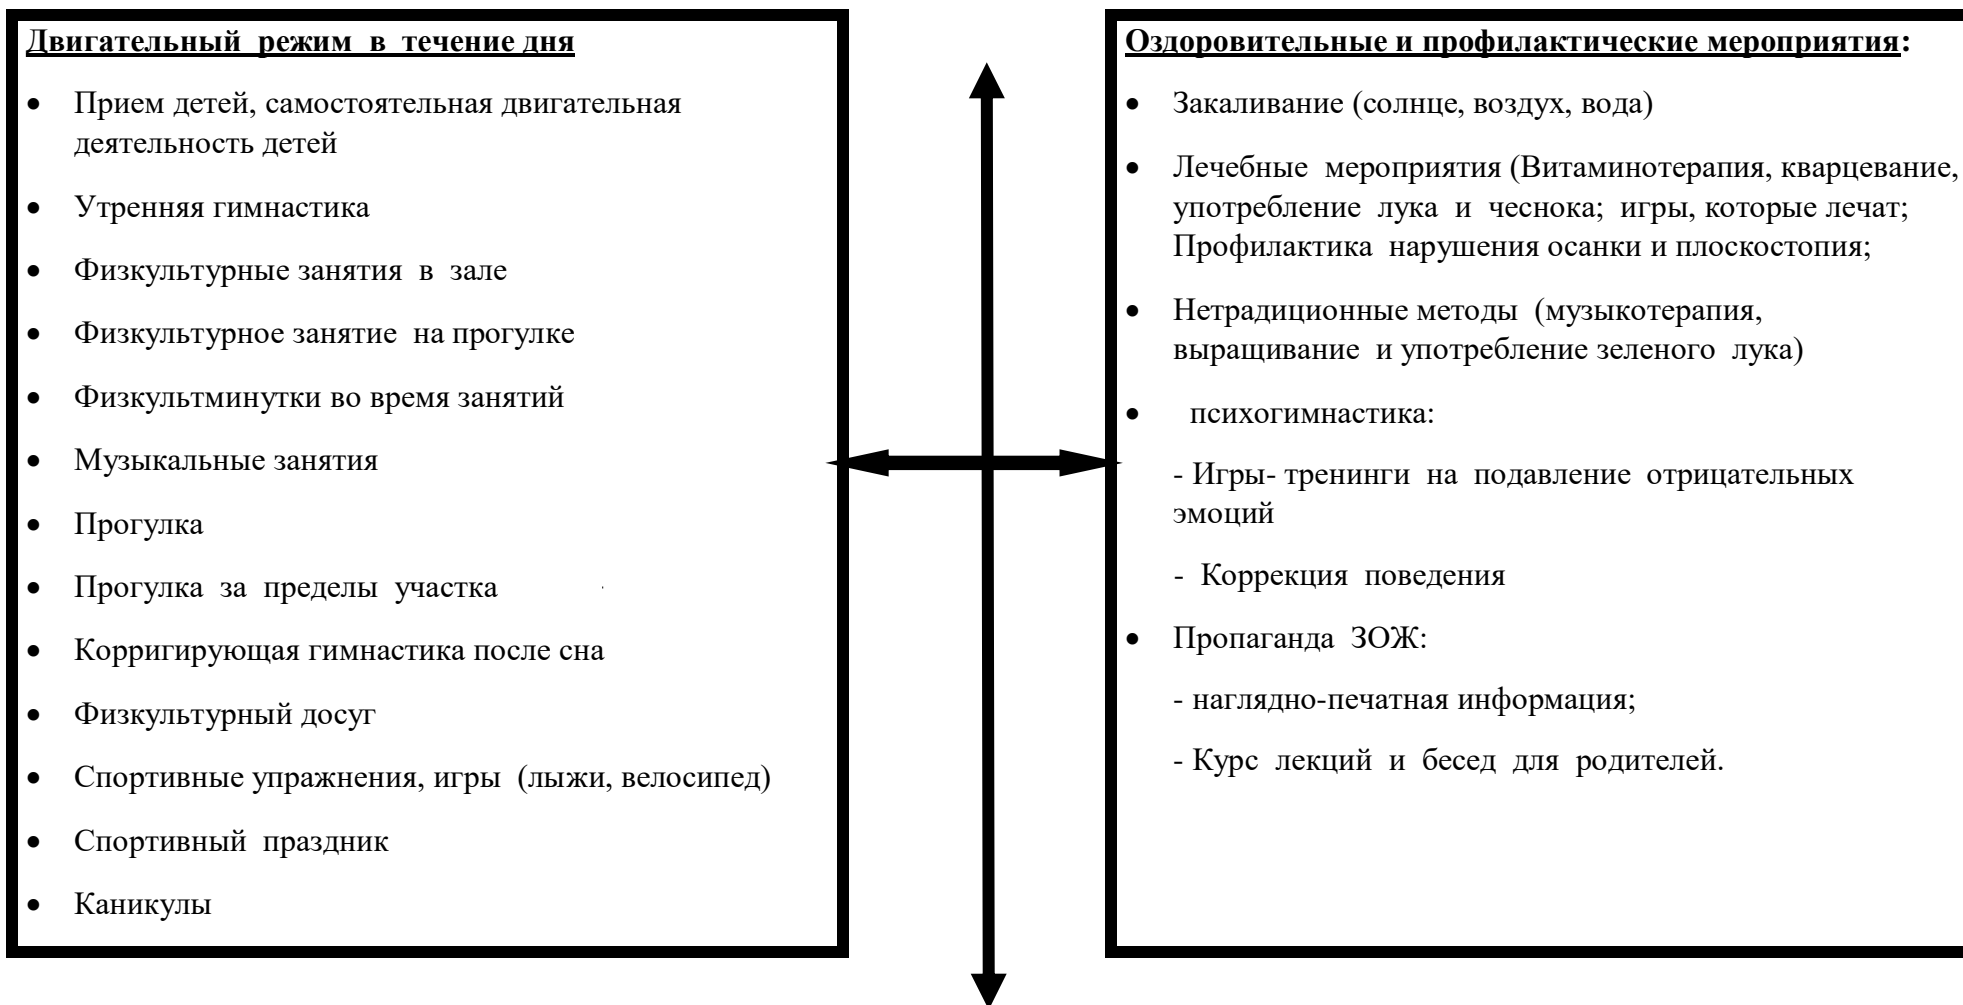 Двигательный режим в течение дня
• Прием детей, самостоятельная двигательная
деятельность детей
• Утренняя гимнастика
• Физкультурные занятия в зале
• Физкультурное занятие на прогулке
• Физкультминутки во время занятий
• Музыкальные занятия
• Прогулка
• Прогулка за пределы участка
• Корригирующая гимнастика после сна
• Физкультурный досуг
• Спортивные упражнения, игры (лыжи, велосипед)
• Спортивный праздник
• Каникулы
Оздоровительные и профилактические мероприятия:
• Закаливание (солнце, воздух, вода)
• Лечебные мероприятия (Витаминотерапия, кварцевание,
употребление лука и чеснока; игры, которые лечат;
Профилактика нарушения осанки и плоскостопия;
• Нетрадиционные методы (музыкотерапия,
выращивание и употребление зеленого лука)
• психогимнастика:
- Игры- тренинги на подавление отрицательных
эмоций
- Коррекция поведения
• Пропаганда ЗОЖ:
- наглядно-печатная информация;
- Курс лекций и бесед для родителей.